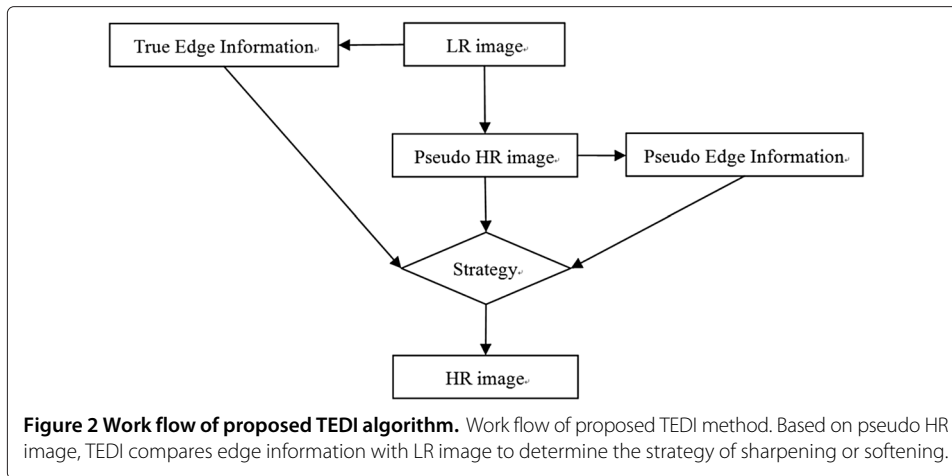 True Edge Information
LR image
Pseudo HR image
Pseudo Edge Information
Strategy
HR image
Figure 2 Work flow of proposed TEDI algorithm. Work flow of proposed TEDI method. Based on pseudo HR
image, TEDI compares edge information with LR image to determine the strategy of sharpening or softening.